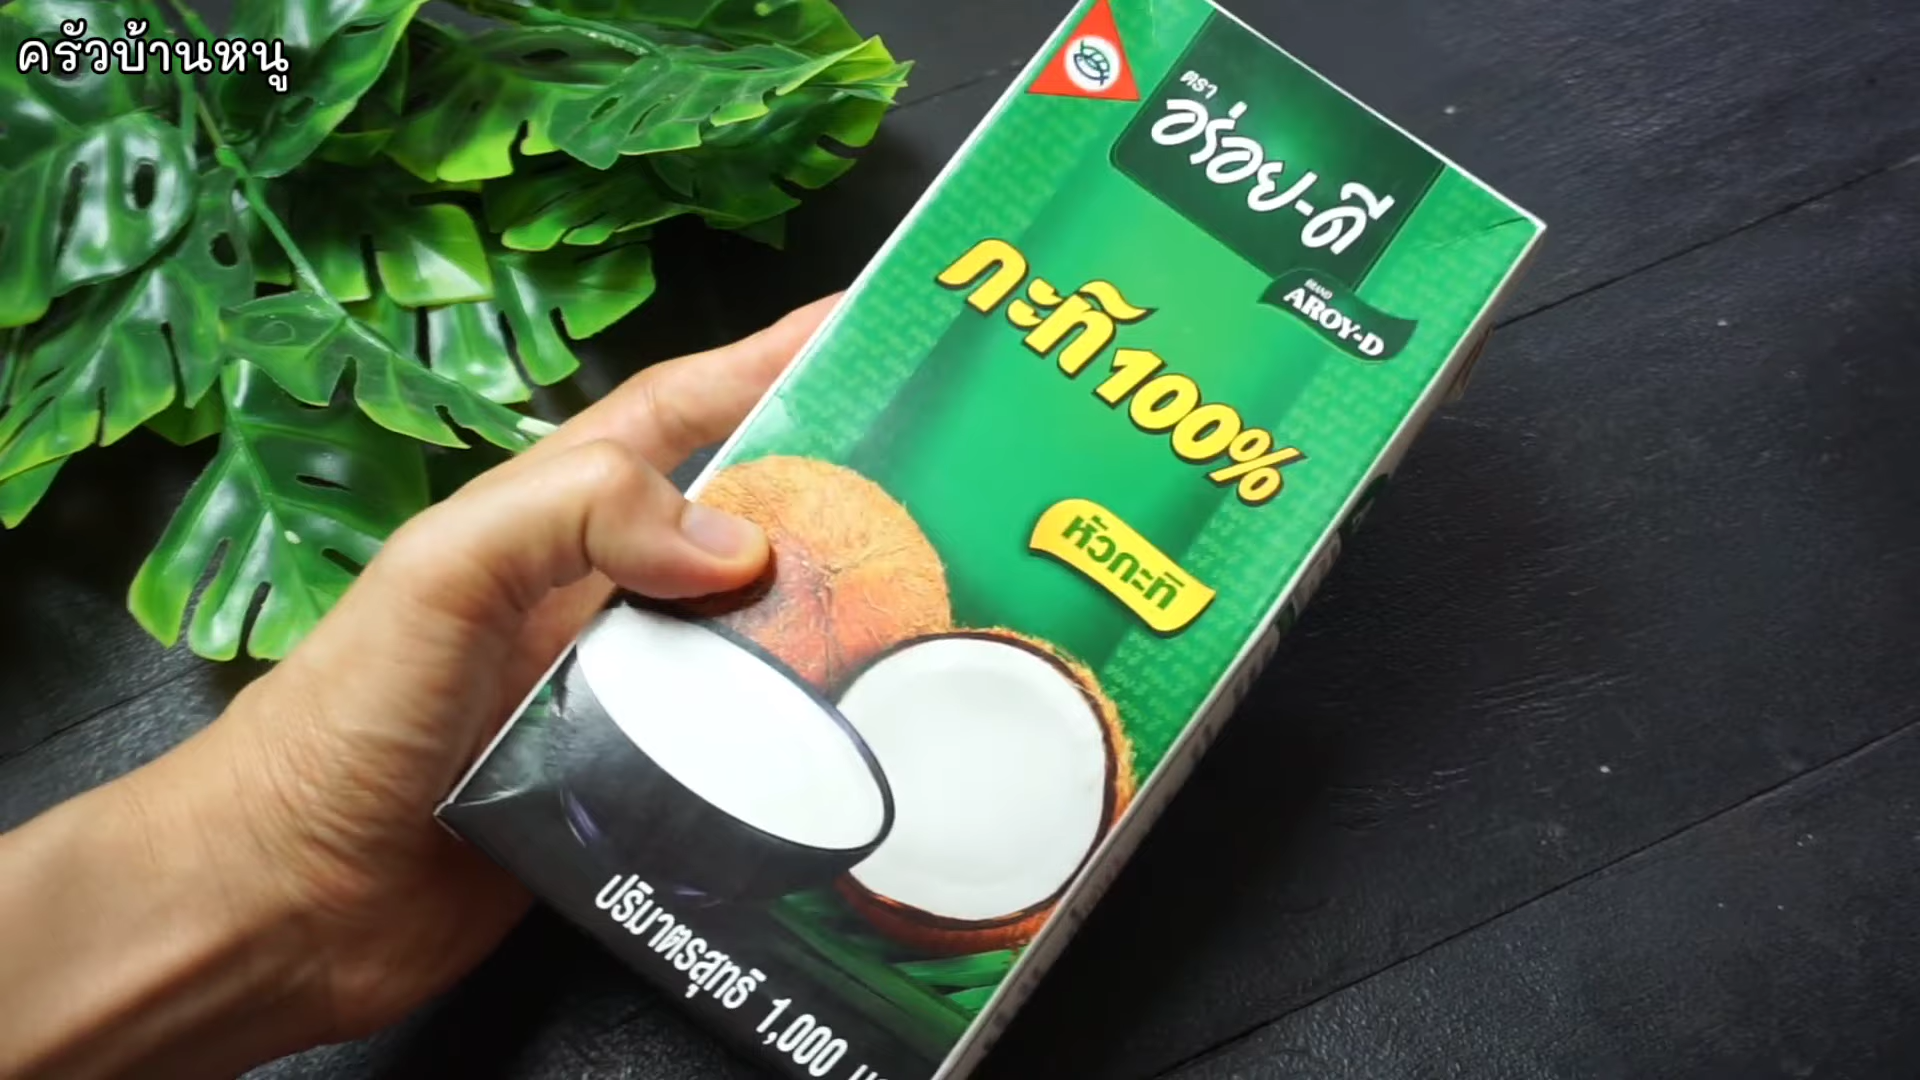 ครัวบ้านหนู
ตรา
อร่อย-ดี
BRAND
AROY-D
กะทิ 100%
หัวกะทิ
ปริมาตรสุทธิ 1,000